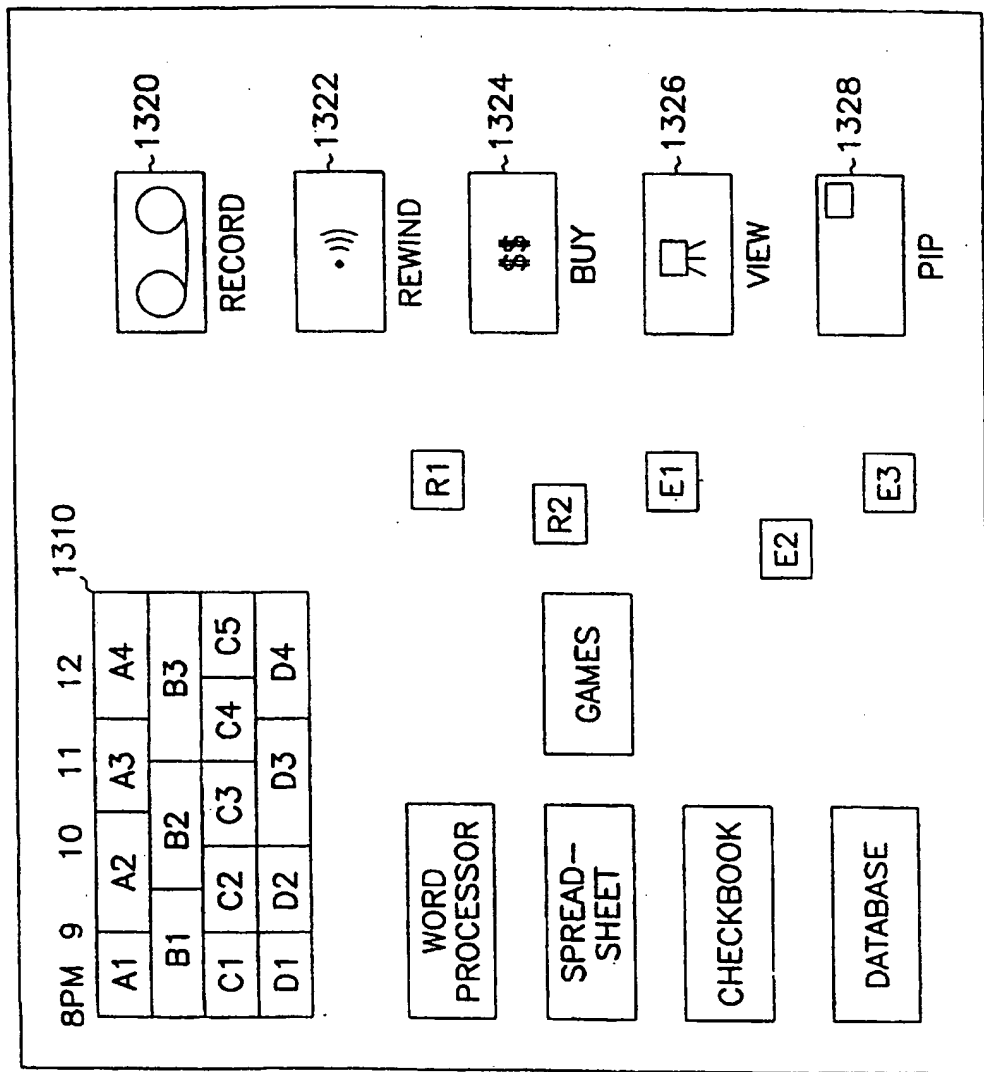 8PM 9 10 11 12
1310
A1 A2 A3 A4
B1 B2 B3
C1 C2 C3 C4 C5
D1 D2 D3 D4
1320
RECORD
1322
REWIND
1324
$$
BUY
1326
VIEW
1328
PIP
WORD
PROCESSOR
SPREAD-
SHEET
CHECKBOOK
DATABASE
GAMES
R1
R2
E1
E2
E3